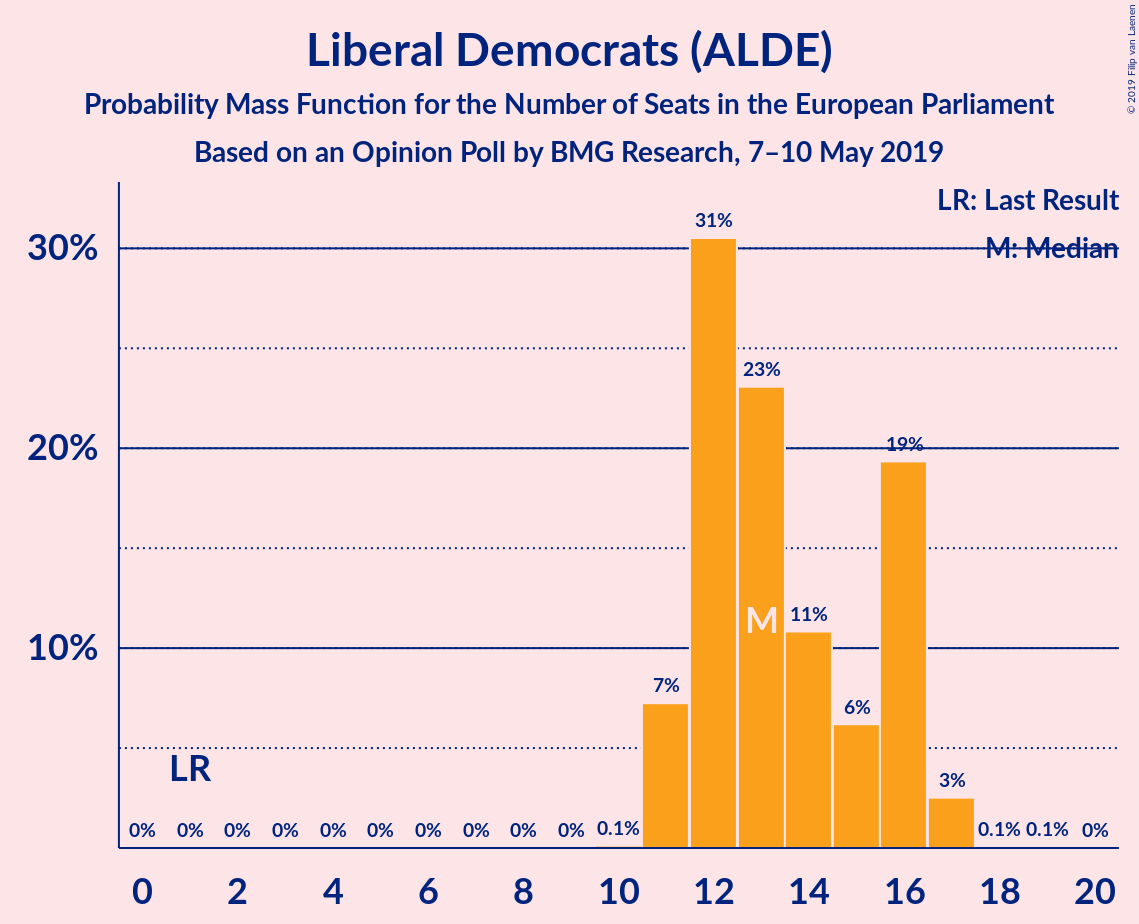 Liberal Democrats (ALDE)
Probability Mass Function for the Number of Seats in the European Parliament
Based on an Opinion Poll by BMG Research, 7–10 May 2019
© 2019 Filip van Laenen
LR: Last Result
M: Median
30%
20%
10%
31%
23%
19%
M
11%
7%
6%
LR
3%
0% 0% 0% 0% 0% 0% 0% 0% 0% 0% 0.1% 0.1% 0.1% 0%
0 2 4 6 8 10 12 14 16 18 20